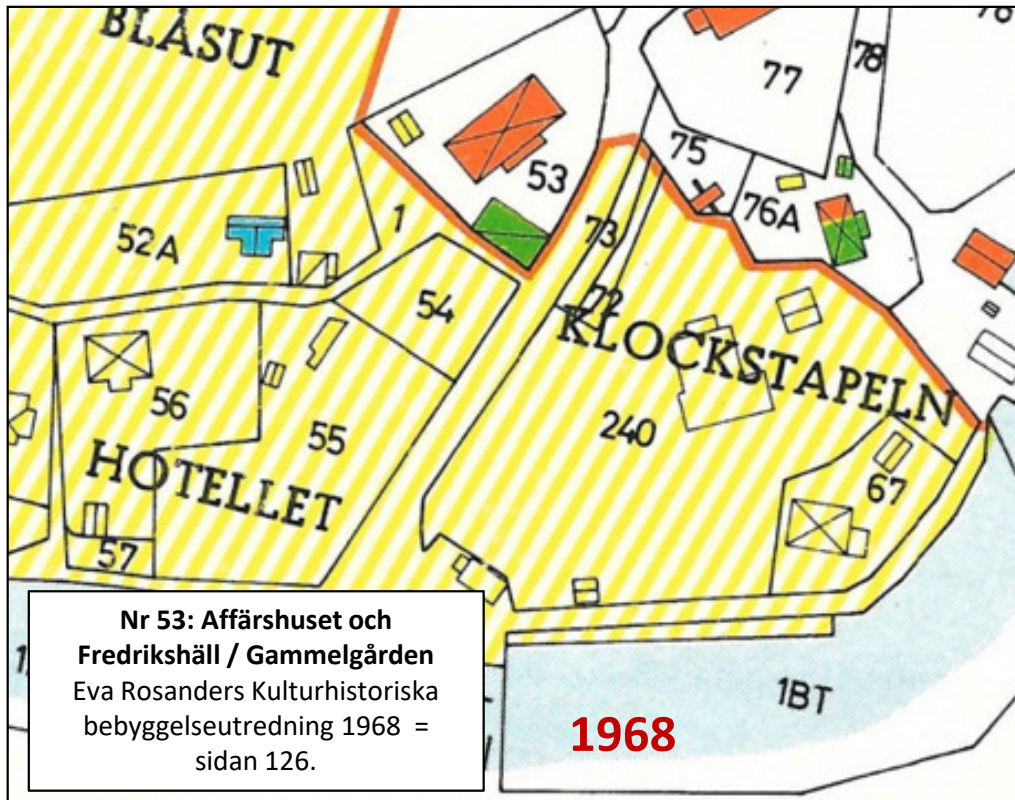 BLÅSUT
76
78
77
75
53
76A
1
52A
73
54
72
KLOCKSTAPELN
56
55
240
HOTELLET
67
57
Nr 53: Affärshuset och
Fredrikshäll / Gammelgården
Eva Rosanders Kulturhistoriska
bebyggelseutredning 1968 =
sidan 126.
1BT
1968